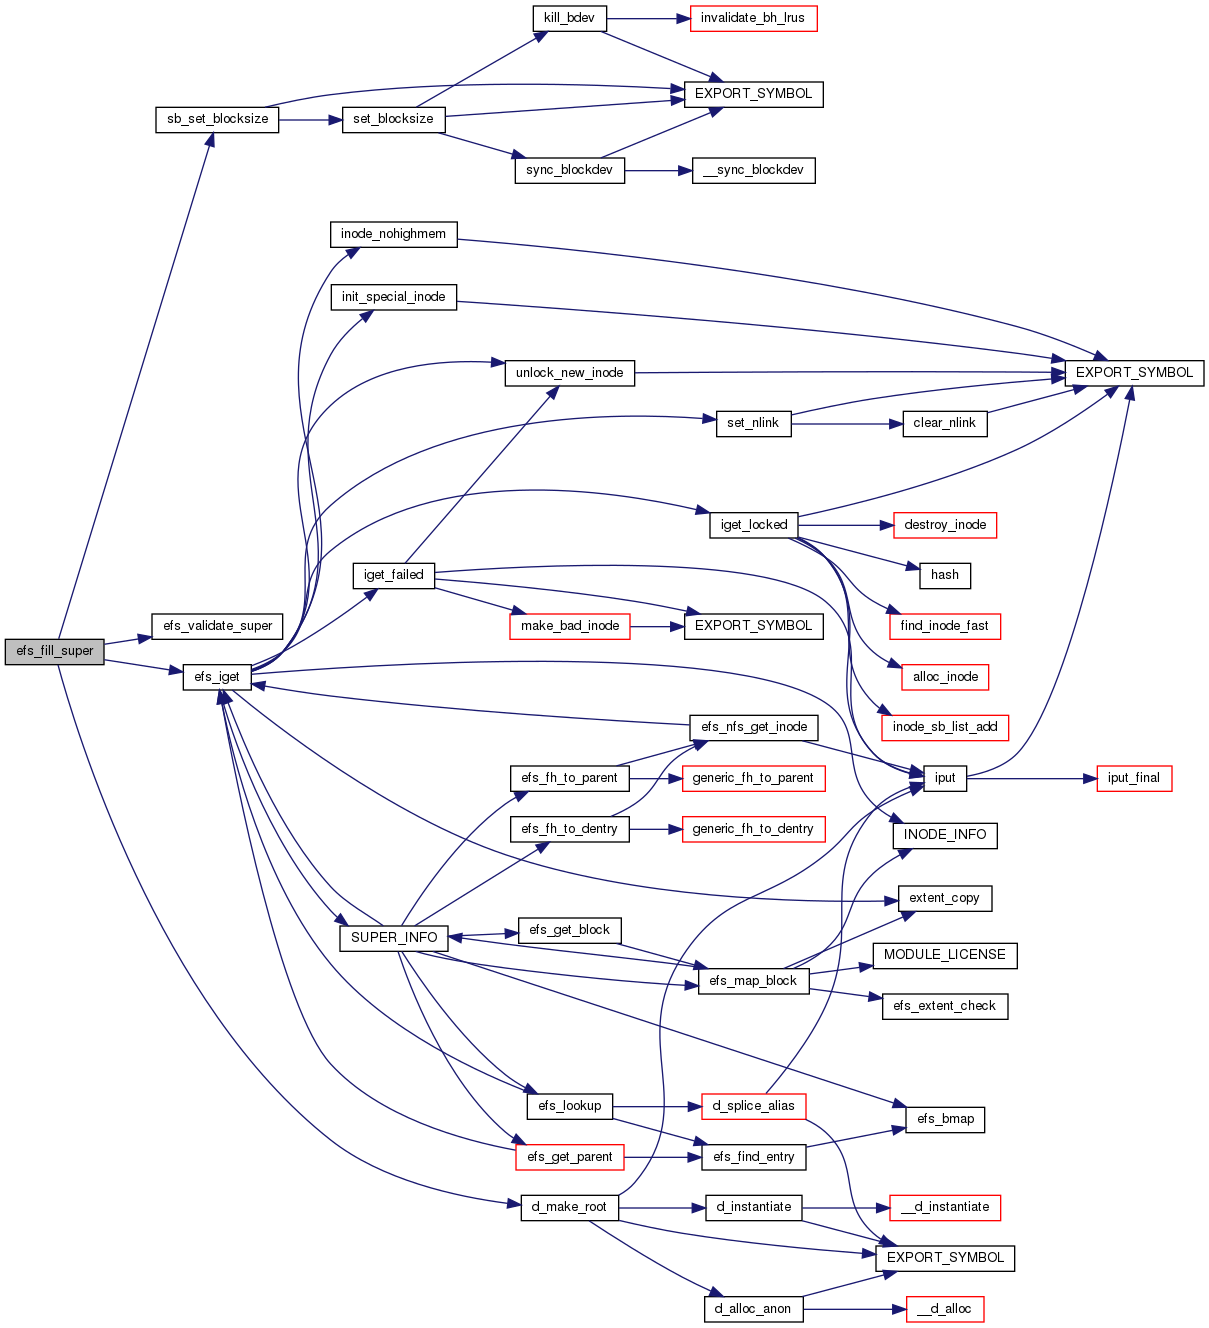 kill_bdev
invalidate_bh_lrus
EXPORT_SYMBOL
sb_set_blocksize
set_blocksize
sync_blockdev
__sync_blockdev
inode_nohighmem
init_special_inode
unlock_new_inode
EXPORT_SYMBOL
set_nlink
clear_nlink
iget_locked
destroy_inode
iget_failed
hash
efs_validate_super
make_bad_inode
EXPORT_SYMBOL
find_inode_fast
efs_fill_super
efs_iget
alloc_inode
efs_nfs_get_inode
inode_sb_list_add
efs_fh_to_parent
generic_fh_to_parent
iput
iput_final
efs_fh_to_dentry
generic_fh_to_dentry
INODE_INFO
extent_copy
SUPER_INFO
efs_get_block
MODULE_LICENSE
efs_map_block
efs_extent_check
efs_lookup
d_splice_alias
efs_bmap
efs_get_parent
efs_find_entry
d_make_root
d_instantiate
__d_instantiate
EXPORT_SYMBOL
d_alloc_anon
__d_alloc